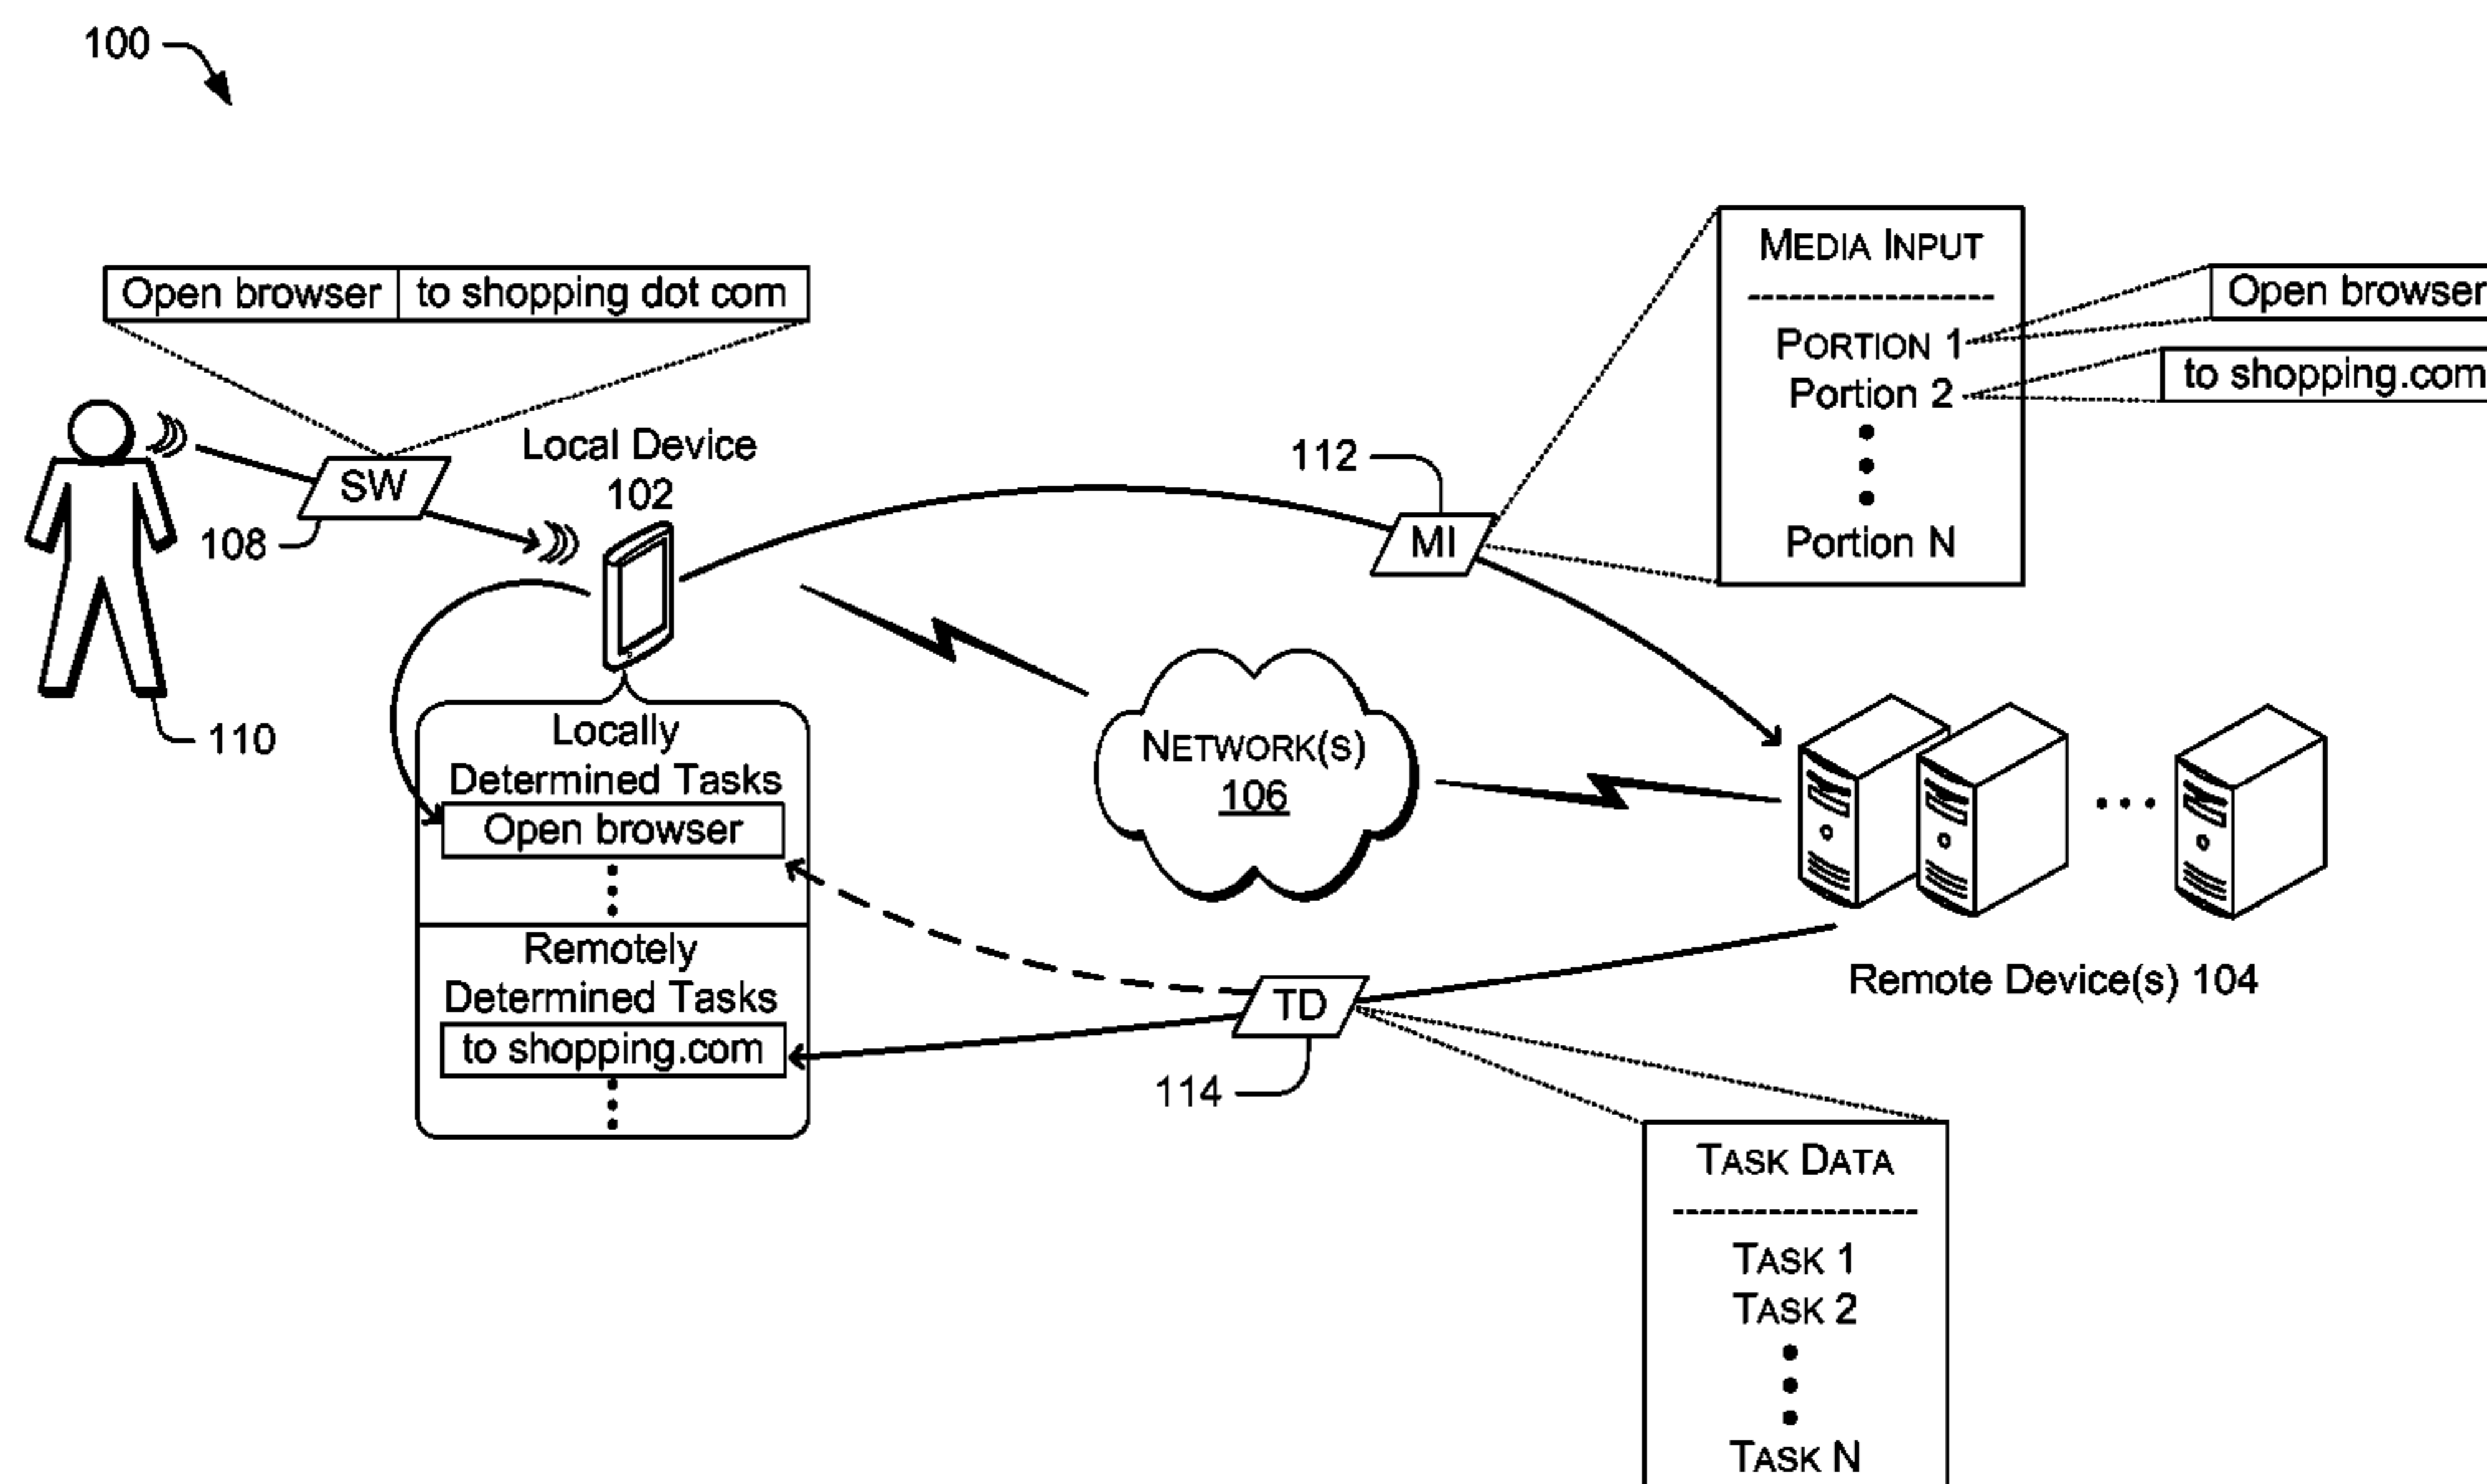 100
Open browser to shopping dot com
SW
108
110
Local Device
102
112
MI
MEDIA INPUT
PORTION 1
Portion 2
Portion N
Open browser
to shopping.com
NETWORK(S)
106
Locally
Determined Tasks
Open browser
Remotely
Determined Tasks
to shopping.com
Remote Device(s) 104
TD
114
TASK DATA
TASK 1
TASK 2
TASK N